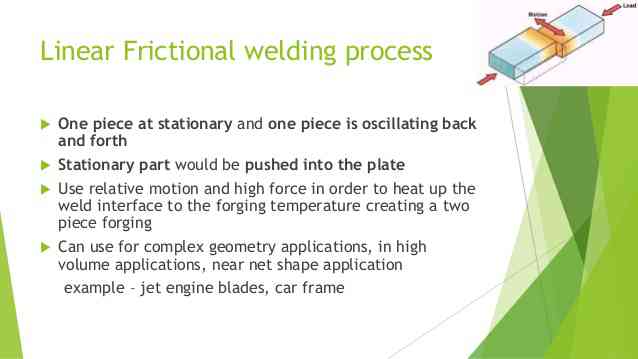 Load
Motion
Linear Frictional welding process
One piece at stationary and one piece is oscillating back
and forth
Stationary part would be pushed into the plate
Use relative motion and high force in order to heat up the
weld interface to the forging temperature creating a two
piece forging
Can use for complex geometry applications, in high
volume applications, near net shape application
example - jet engine blades, car frame